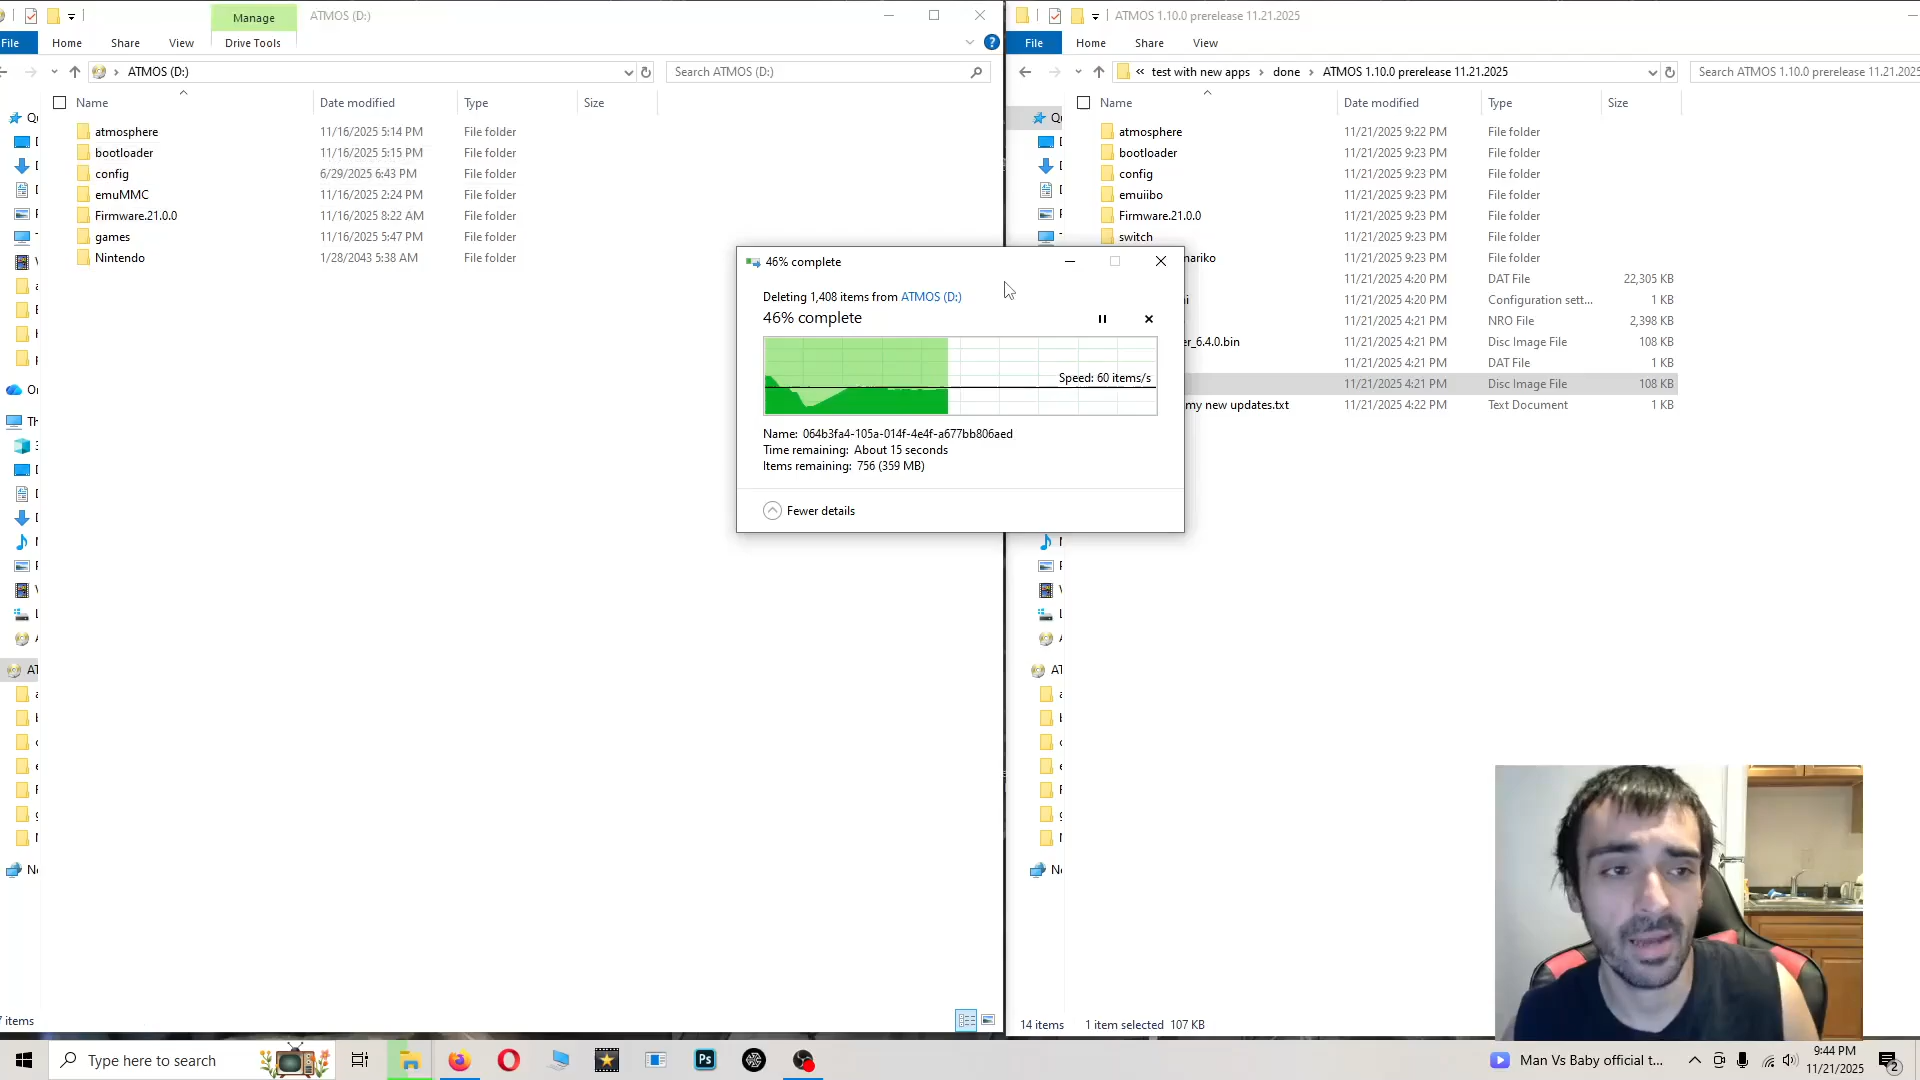 Manage
ATMOS (D:)
File
Home
Share
View
Drive Tools
ATMOS (D:)
Search ATMOS (D:)
Name
Date modified
Type
Size
atmosphere 11/16/2025 5:14 PM File folder
bootloader 11/16/2025 5:15 PM File folder
config 6/29/2025 6:43 PM File folder
emuMMC 11/16/2025 2:24 PM File folder
Firmware.21.0.0 11/16/2025 8:22 AM File folder
games 11/16/2025 5:47 PM File folder
Nintendo 1/28/2043 5:38 AM File folder
7 items
ATMOS 1.10.0 prerelease 11.21.2025
File
Home
Share
View
« test with new apps › done › ATMOS 1.10.0 prerelease 11.21.2025
Search ATMOS 1.10.0 prerelease 11.21.2025
Name
Date modified
Type
Size
atmosphere 11/21/2025 9:22 PM File folder
bootloader 11/21/2025 9:23 PM File folder
config 11/21/2025 9:23 PM File folder
emuiibo 11/21/2025 9:23 PM File folder
Firmware.21.0.0 11/21/2025 9:23 PM File folder
switch 11/21/2025 9:23 PM File folder
nariko 11/21/2025 9:23 PM File folder
11/21/2025 4:20 PM DAT File 22,305 KB
11/21/2025 4:20 PM Configuration sett... 1 KB
11/21/2025 4:21 PM NRO File 2,398 KB
er_6.4.0.bin 11/21/2025 4:21 PM Disc Image File 108 KB
11/21/2025 4:21 PM DAT File 1 KB
11/21/2025 4:21 PM Disc Image File 108 KB
my new updates.txt 11/21/2025 4:22 PM Text Document 1 KB
14 items 1 item selected 107 KB
46% complete
Deleting 1,408 items from ATMOS (D:)
46% complete
Speed: 60 items/s
Name: 064b3fa4-105a-014f-4e4f-a677bb806aed
Time remaining: About 15 seconds
Items remaining: 756 (359 MB)
Fewer details
Type here to search
Ps
Man Vs Baby official t...
9:44 PM
11/21/2025
2